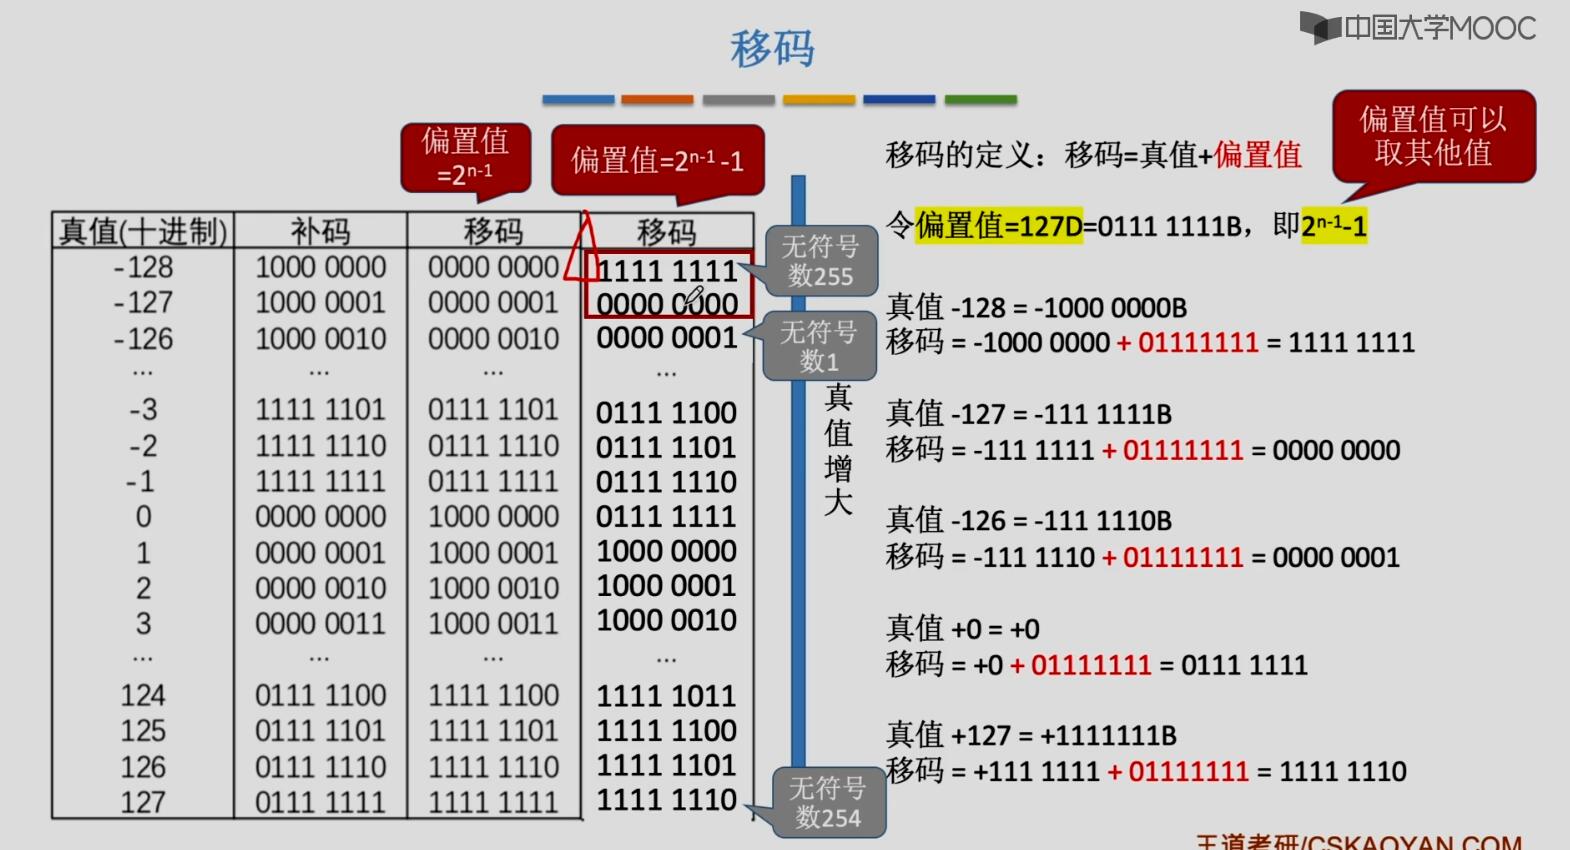 中国大学MOOC
移码
偏置值
=2ⁿ⁻¹
偏置值=2ⁿ⁻¹ -1
真值(十进制) 补码 移码 移码
-128 1000 0000 0000 0000 1111 1111
-127 1000 0001 0000 0001 0000 0000
-126 1000 0010 0000 0010 0000 0001
... ... ... ...
-3 1111 1101 0111 1101 0111 1100
-2 1111 1110 0111 1110 0111 1101
-1 1111 1111 0111 1111 0111 1110
0 0000 0000 1000 0000 0111 1111
1 0000 0001 1000 0001 1000 0000
2 0000 0010 1000 0010 1000 0001
3 0000 0011 1000 0011 1000 0010
... ... ... ...
124 0111 1100 1111 1100 1111 1011
125 0111 1101 1111 1101 1111 1100
126 0111 1110 1111 1110 1111 1101
127 0111 1111 1111 1111 1111 1110
无符号
数255
无符号
数1
真
值
增
大
无符号
数254
偏置值可以
取其他值
移码的定义：移码=真值+偏置值
令偏置值=127D=0111 1111B，即2ⁿ⁻¹-1
真值 -128 = -1000 0000B
移码 = -1000 0000 + 01111111 = 1111 1111
真值 -127 = -111 1111B
移码 = -111 1111 + 01111111 = 0000 0000
真值 -126 = -111 1110B
移码 = -111 1110 + 01111111 = 0000 0001
真值 +0 = +0
移码 = +0 + 01111111 = 0111 1111
真值 +127 = +1111111B
移码 = +111 1111 + 01111111 = 1111 1110
王道考研/CSKAOYAN.COM